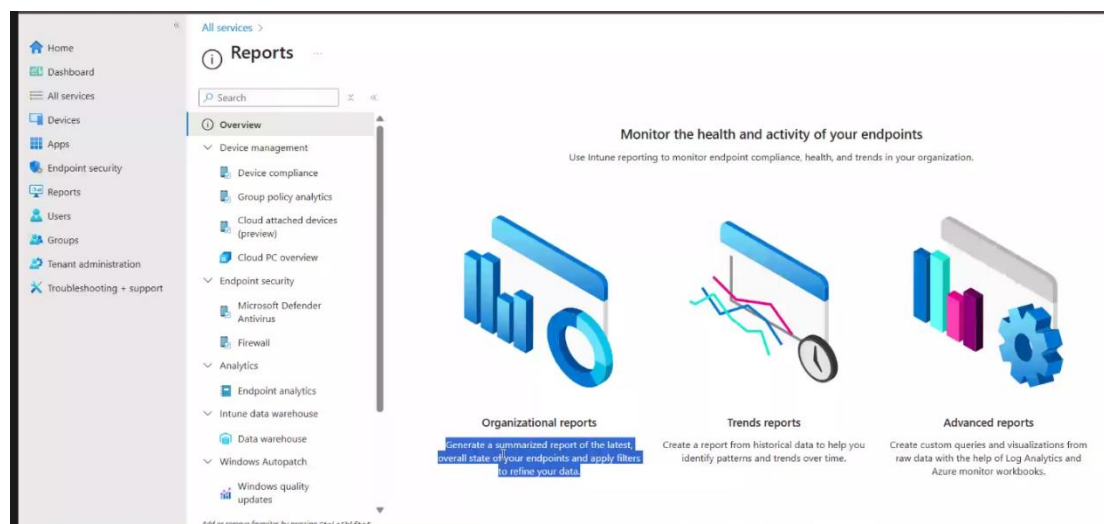 All services >
Home
Dashboard
All services
Devices
Apps
Endpoint security
Reports
Users
Groups
Tenant administration
Troubleshooting + support
Reports
Search
Overview
Device management
Device compliance
Group policy analytics
Cloud attached devices
(preview)
Cloud PC overview
Endpoint security
Microsoft Defender
Antivirus
Firewall
Analytics
Endpoint analytics
Intune data warehouse
Data warehouse
Windows Autopatch
Windows quality
updates
Monitor the health and activity of your endpoints
Use Intune reporting to monitor endpoint compliance, health, and trends in your organization.
Organizational reports
Generate a summarized report of the latest,
overall state of your endpoints and apply filters
to refine your data.
Trends reports
Create a report from historical data to help you
identify patterns and trends over time.
Advanced reports
Create custom queries and visualizations from
raw data with the help of Log Analytics and
Azure monitor workbooks.